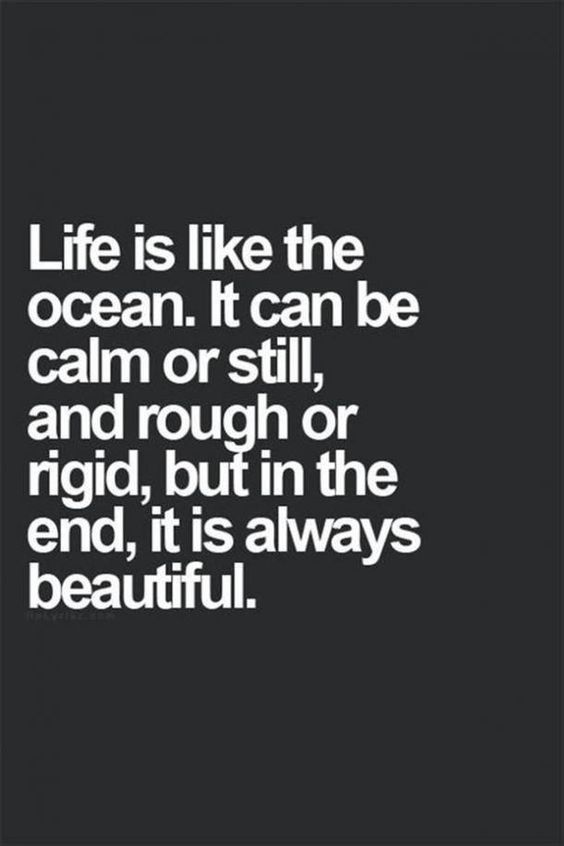 Life is like the
ocean. It can be
calm or still,
and rough or
rigid, but in the
end, it is always
beautiful.